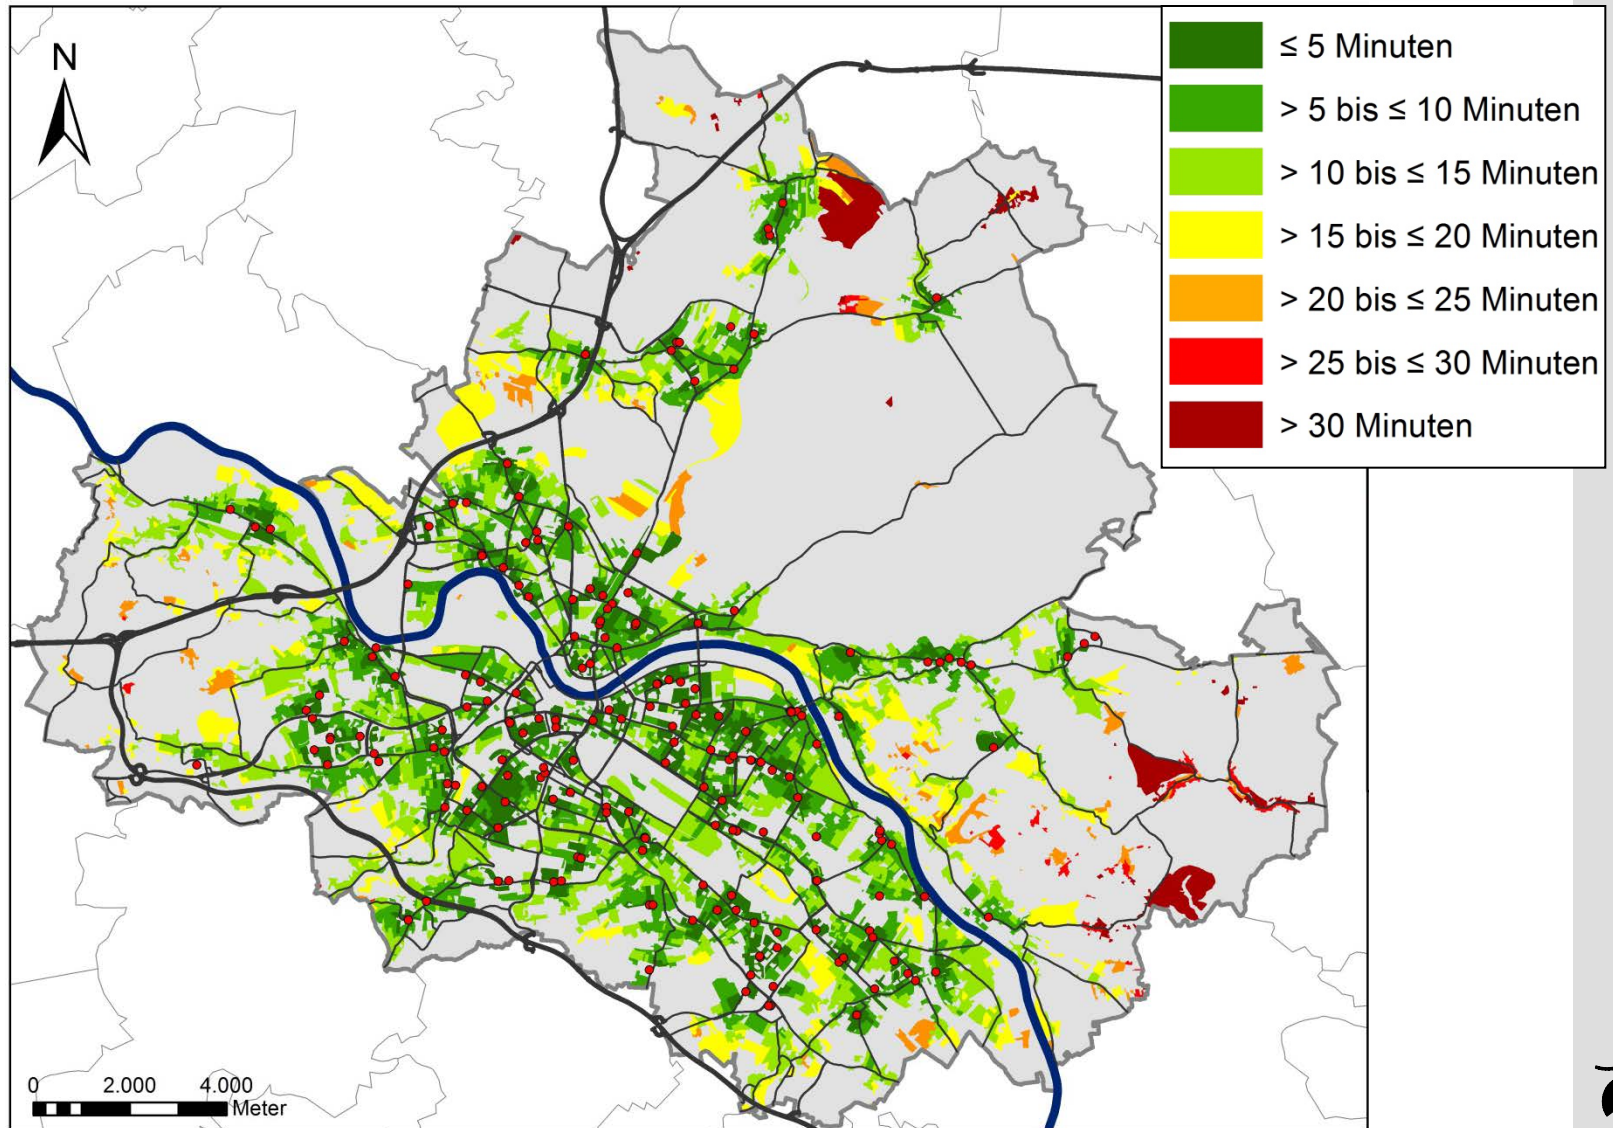 N
≤ 5 Minuten
> 5 bis ≤ 10 Minuten
> 10 bis ≤ 15 Minuten
> 15 bis ≤ 20 Minuten
> 20 bis ≤ 25 Minuten
> 25 bis ≤ 30 Minuten
> 30 Minuten
0 2.000 4.000
Meter